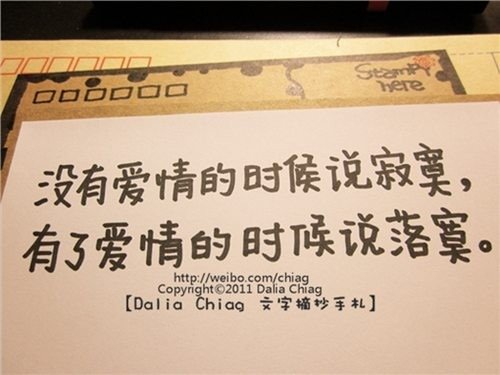 Stamp
here
没有爱情的时候说寂寞，
有了爱情的时候说落寞。
http://weibo.com/chiag
Copyright©2011 Dalia Chiag
【Dalia Chiag 文字摘抄手札】